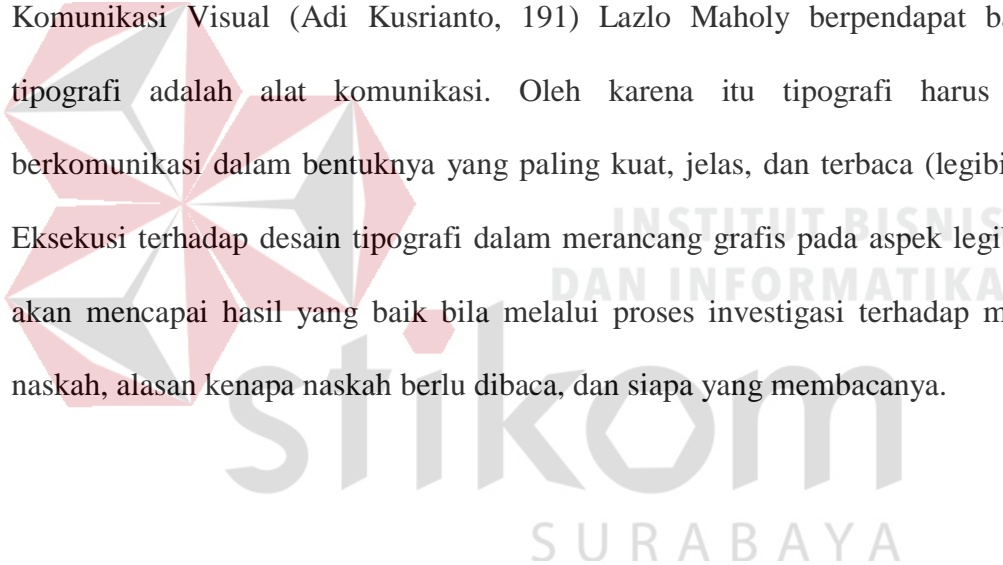 Komunikasi Visual (Adi Kusrianto, 191) Lazlo Maholy berpendapat ba
tipografi adalah alat komunikasi. Oleh karena itu tipografi harus
berkomunikasi dalam bentuknya yang paling kuat, jelas, dan terbaca (legibi
Eksekusi terhadap desain tipografi dalam merancang grafis pada aspek legib
akan mencapai hasil yang baik bila melalui proses investigasi terhadap m
naskah, alasan kenapa naskah berlu dibaca, dan siapa yang membacanya.
INSTITUT BISNIS
DAN INFORMATIKA
stikom
SURABAYA